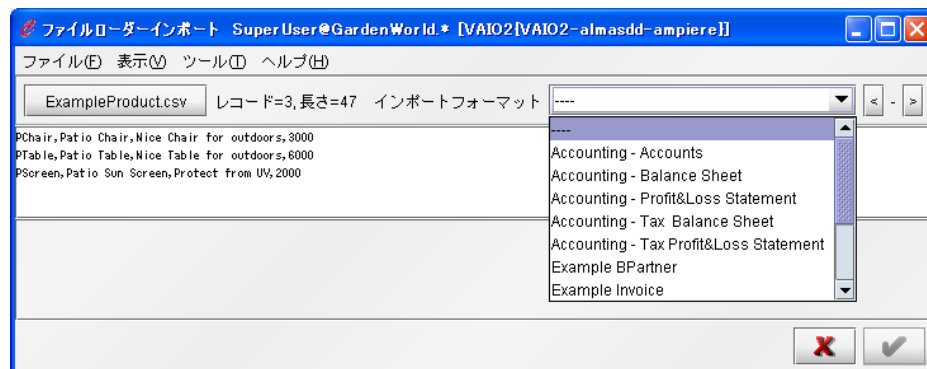 ファイルローダーインポート SuperUser@GardenWorld.* [VAIO2{VAIO2-almasdd-ampiere}]
ファイル(F) 表示(V) ツール(T) ヘルプ(H)
ExampleProduct.csv レコード=3, 長さ=47 インポートフォーマット ---- < - >
PChair,Patio Chair,Nice Chair for outdoors,3000
PTable,Patio Table,Nice Table for outdoors,6000
PScreen,Patio Sun Screen,Protect from UV,2000
----
Accounting - Accounts
Accounting - Balance Sheet
Accounting - Profit&Loss Statement
Accounting - Tax Balance Sheet
Accounting - Tax Profit&Loss Statement
Example BPartner
Example Invoice